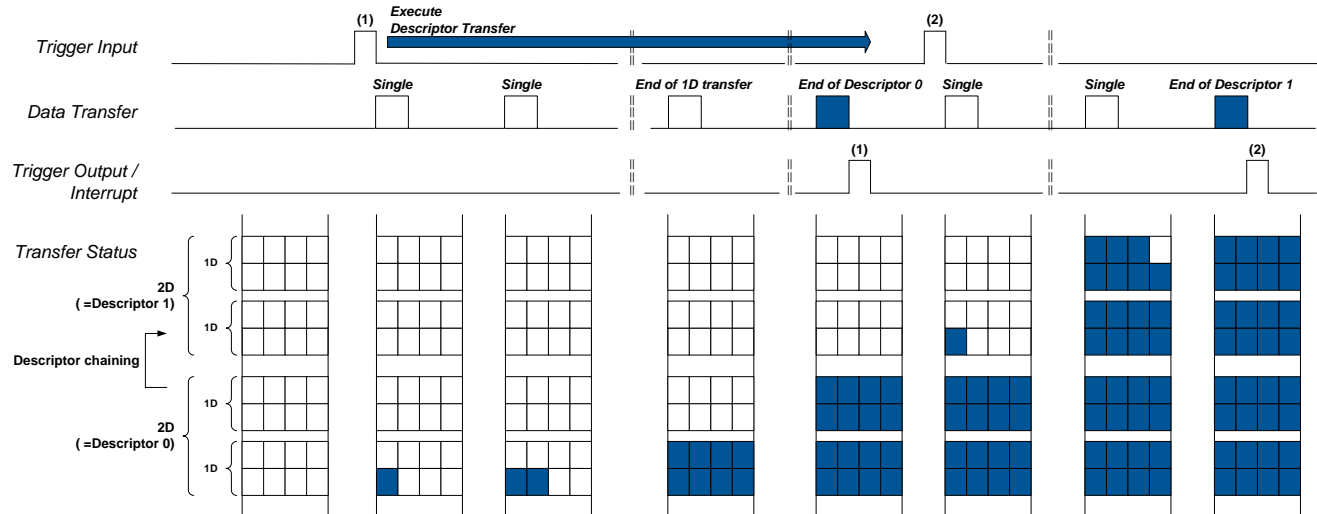 (1)
Execute
Descriptor Transfer
(2)
Trigger Input
Single
Single
End of 1D transfer
End of Descriptor 0
Single
Single
End of Descriptor 1
Data Transfer
(1)
(2)
Trigger Output /
Interrupt
Transfer Status
1D
2D
( =Descriptor 1)
1D
Descriptor chaining
1D
2D
( =Descriptor 0)
1D